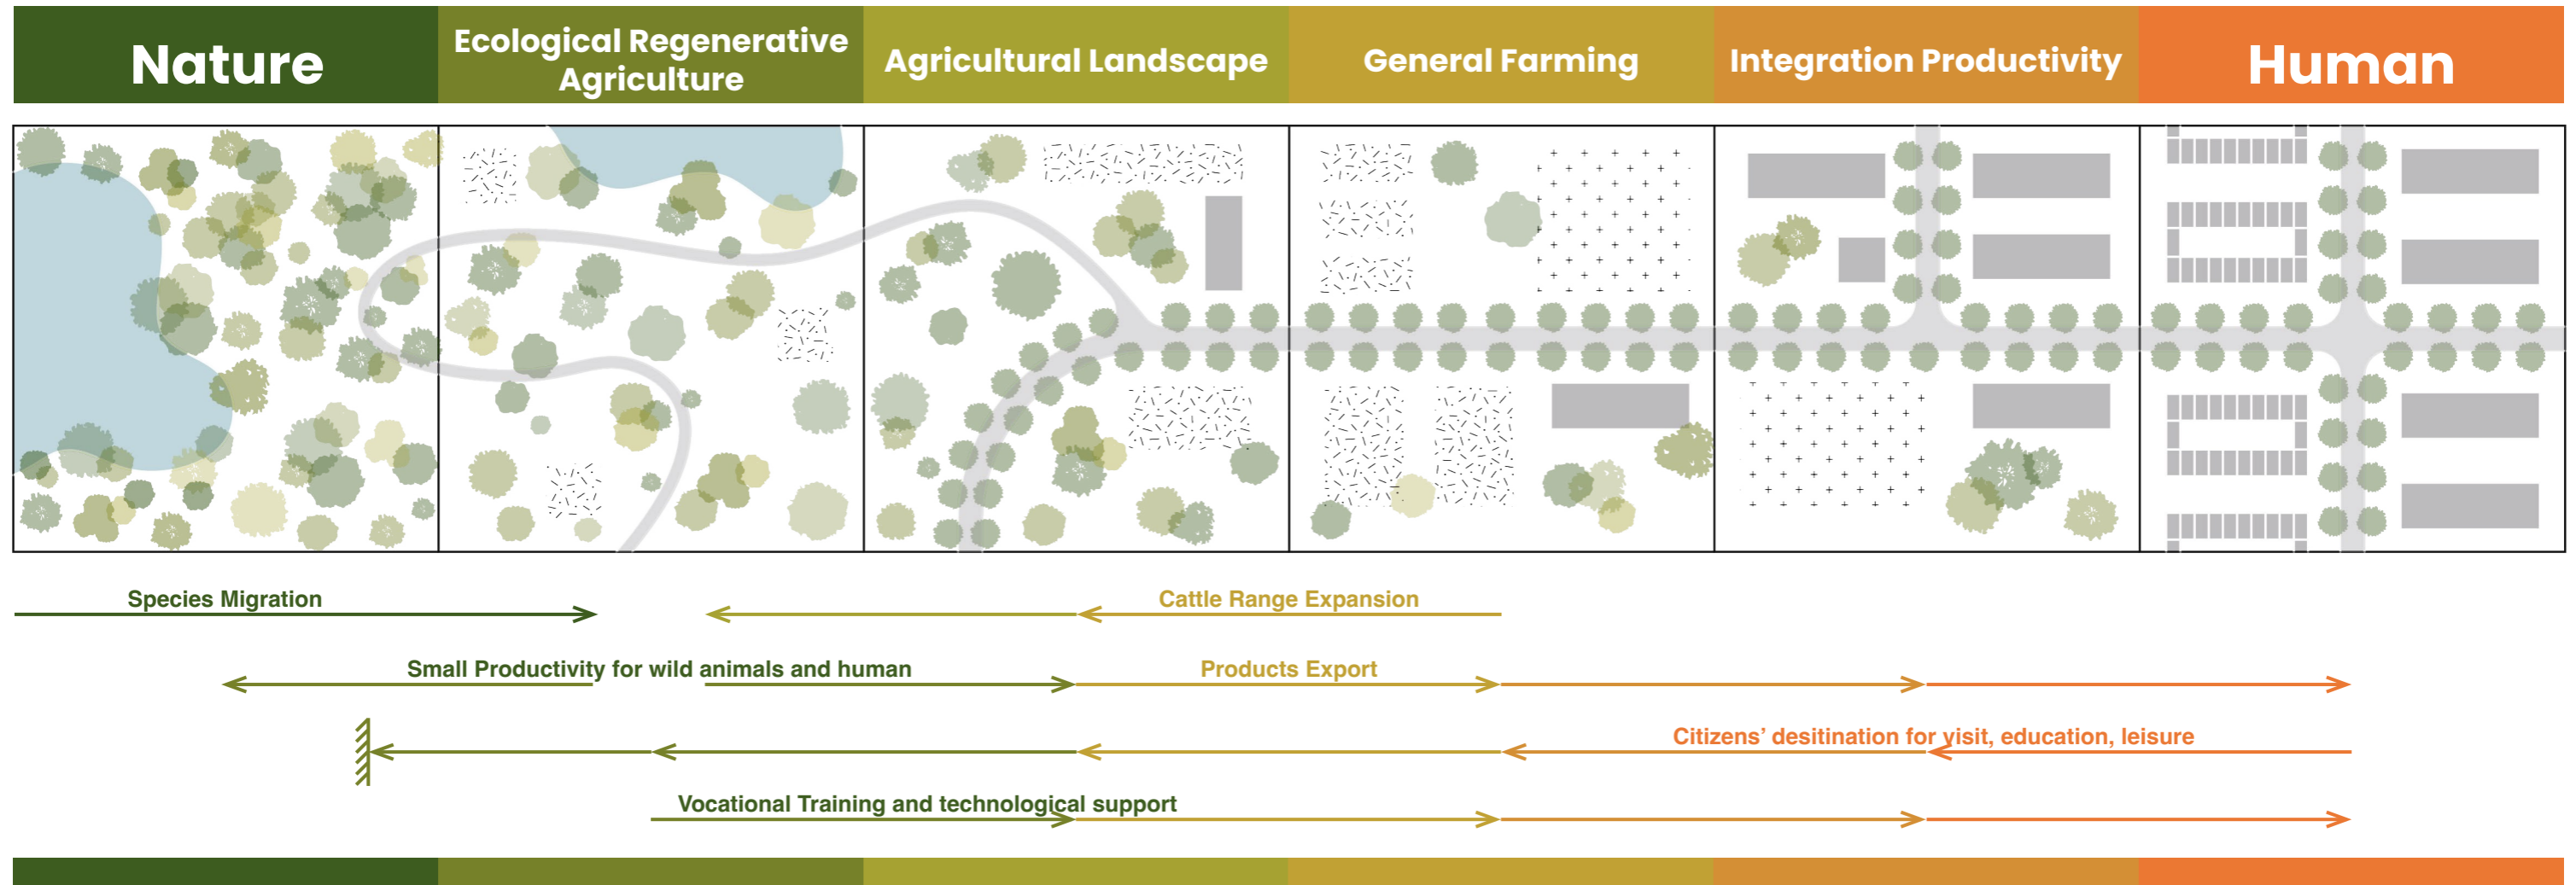 Nature
Ecological Regenerative
Agriculture
Agricultural Landscape
General Farming
Integration Productivity
Human
Species Migration
Cattle Range Expansion
Small Productivity for wild animals and human
Products Export
Citizens’ desitination for visit, education, leisure
Vocational Training and technological support